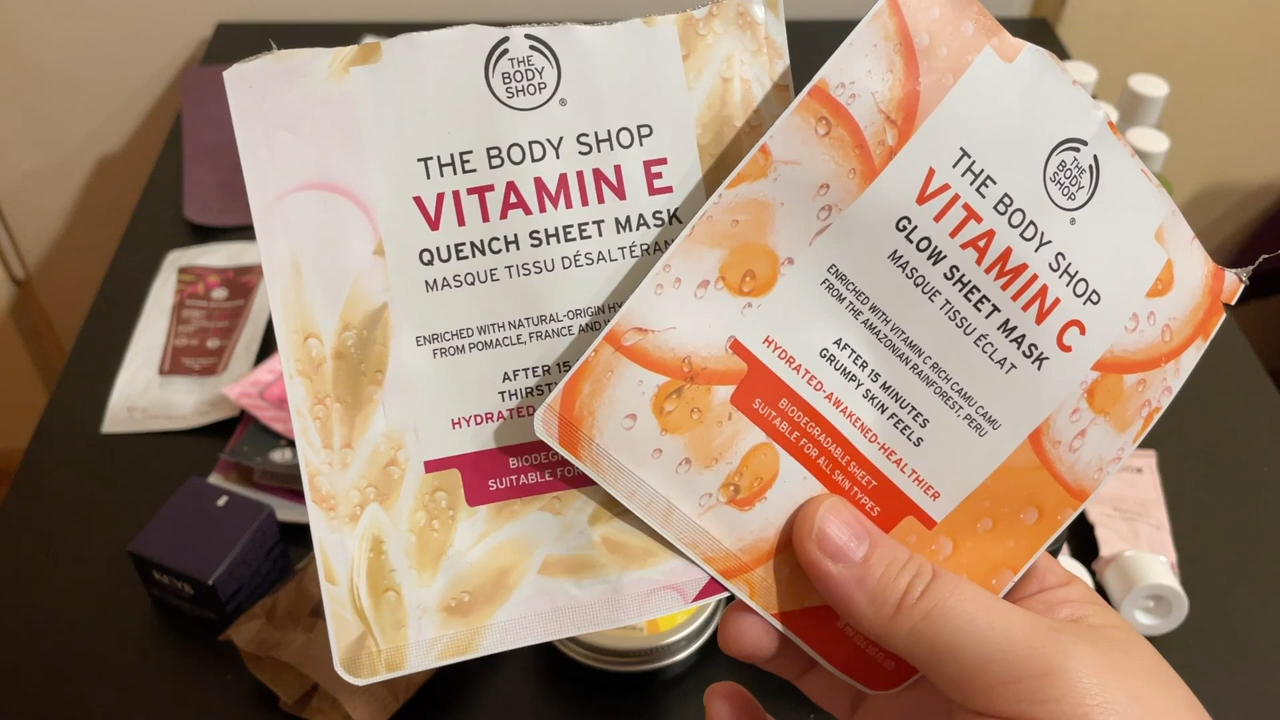 THE
BODY
SHOP
®
THE BODY SHOP
VITAMIN E
QUENCH SHEET MASK
MASQUE TISSU DÉSALTÉRAN
ENRICHED WITH NATURAL-ORIGIN HY
FROM POMACLE, FRANCE AND
AFTER 15
THIRST
HYDRATED
BIODEG
SUITABLE FOR
THE
BODY
SHOP
®
THE BODY SHOP
VITAMIN C
GLOW SHEET MASK
MASQUE TISSU ÉCLAT
ENRICHED WITH VITAMIN C RICH CAMU CAMU
FROM THE AMAZONIAN RAINFOREST, PERU
AFTER 15 MINUTES
GRUMPY SKIN FEELS
HYDRATED-AWAKENED-HEALTHIER
BIODEGRADABLE SHEET
SUITABLE FOR ALL SKIN TYPES